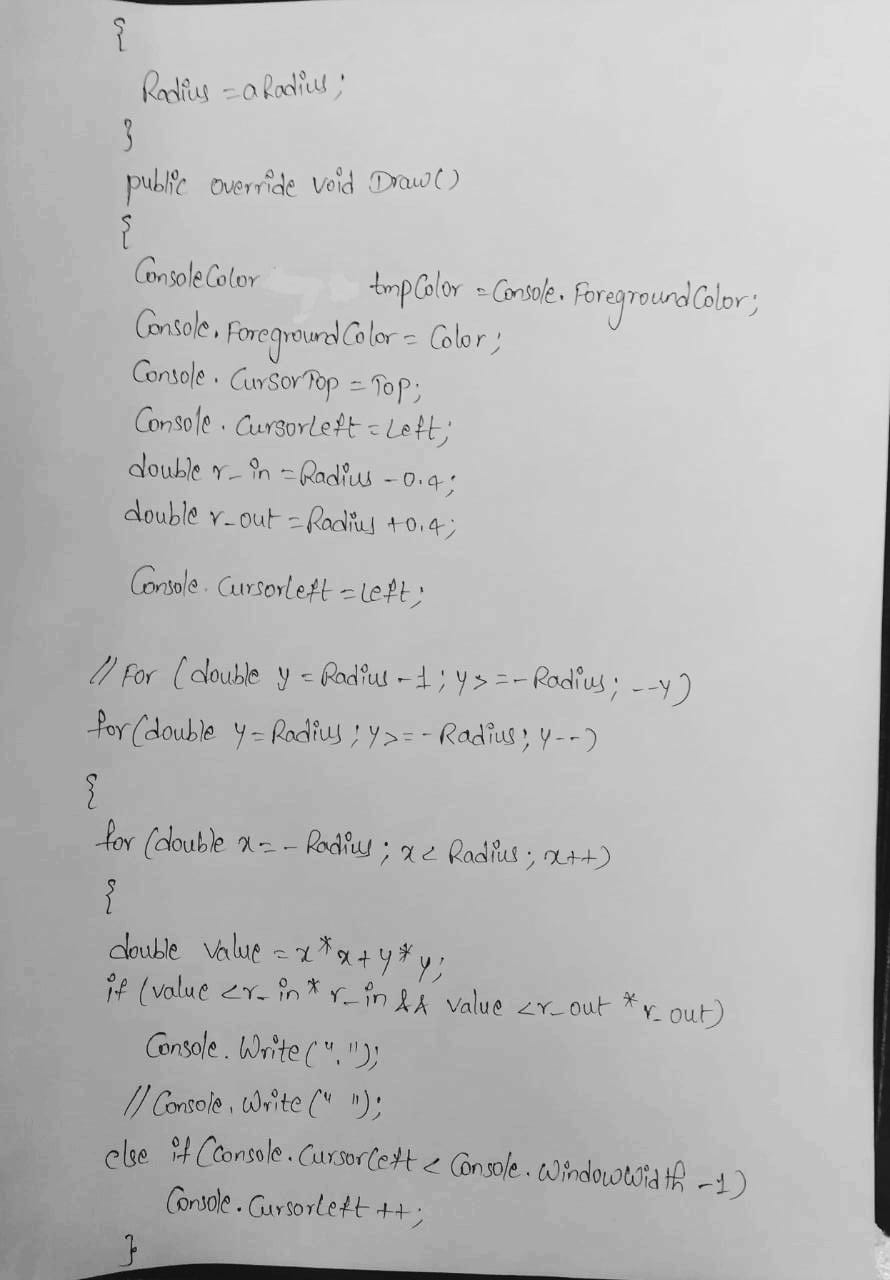 {
Radius = aRadius;
}
public override void Draw()
{
ConsoleColor tmpColor = Console.ForegroundColor;
Console.ForegroundColor = Color;
Console.CursorTop = Top;
Console.CursorLeft = Left;
double r_in = Radius - 0.4;
double r_out = Radius + 0.4;
Console.CursorLeft = Left;
// For (double y = Radius - 1; y >= - Radius; --y)
for (double y = Radius; y >= - Radius; y--)
{
for (double x = - Radius; x < Radius; x++)
{
double value = x * x + y * y;
if (value < r_in * r_in && value < r_out * r_out)
Console.Write(".");
// Console.Write(" ");
else if (Console.CursorLeft < Console.WindowWidth - 1)
Console.CursorLeft ++;
}